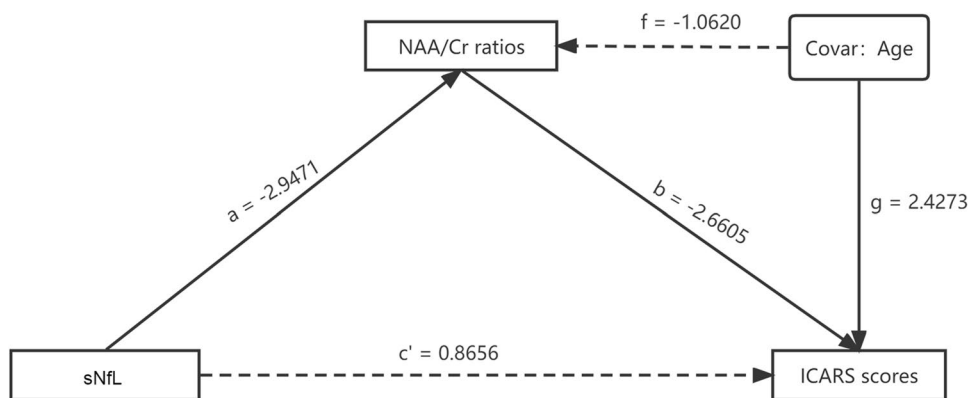 f = -1.0620
NAA/Cr ratios
Covar: Age
a = -2.9471
b = -2.6605
g = 2.4273
c' = 0.8656
sNfL
ICARS scores